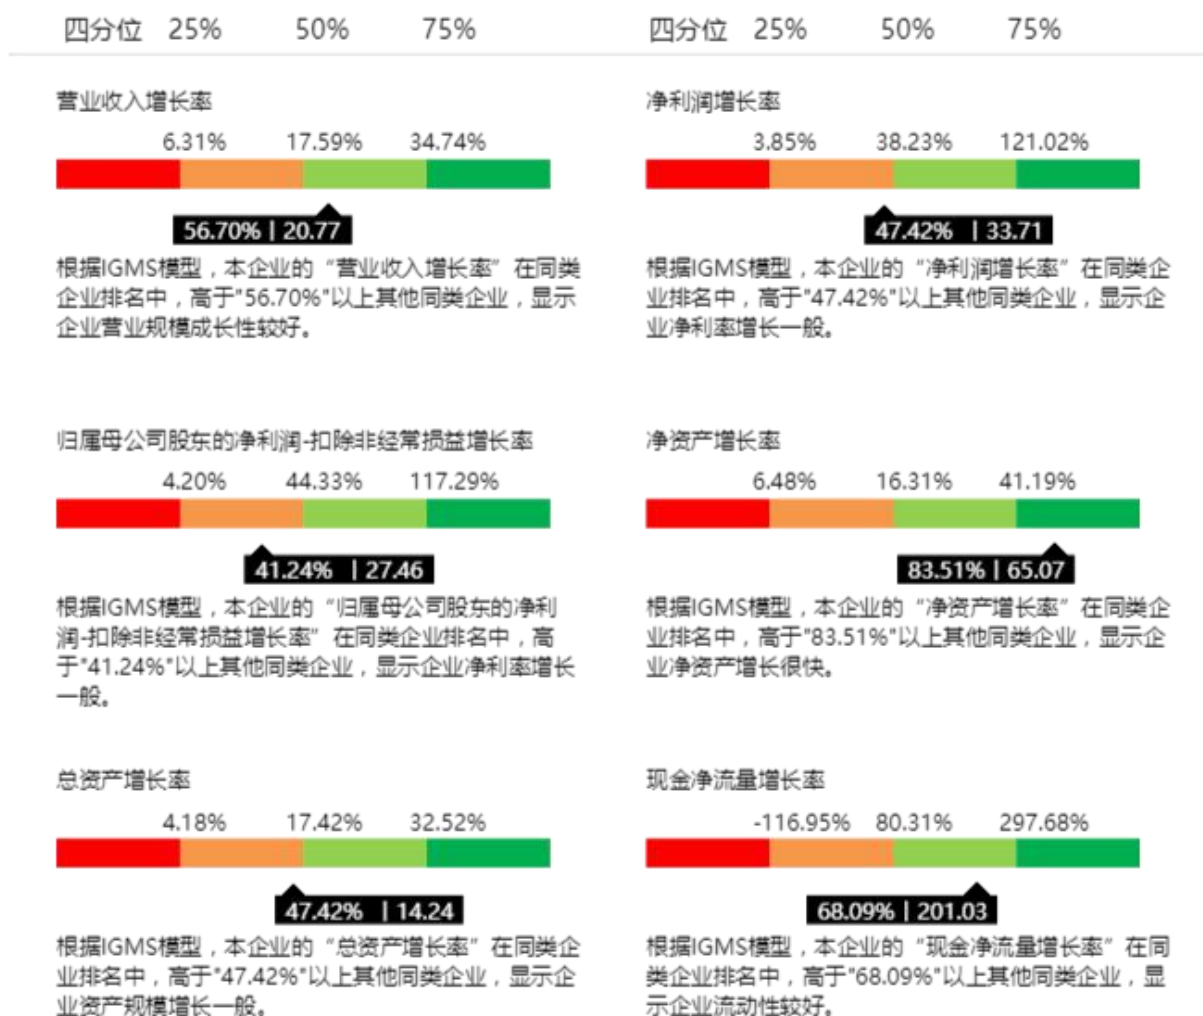 四分位 25% 50% 75%
四分位 25% 50% 75%
营业收入增长率
6.31% 17.59% 34.74%
56.70% | 20.77
根据IGMS模型，本企业的“营业收入增长率”在同类
企业排名中，高于"56.70%"以上其他同类企业，显示
企业营业规模成长性较好。
净利润增长率
3.85% 38.23% 121.02%
47.42% | 33.71
根据IGMS模型，本企业的“净利润增长率”在同类企
业排名中，高于"47.42%"以上其他同类企业，显示企
业净利率增长一般。
归属母公司股东的净利润-扣除非经常损益增长率
4.20% 44.33% 117.29%
41.24% | 27.46
根据IGMS模型，本企业的“归属母公司股东的净利
润-扣除非经常损益增长率”在同类企业排名中，高
于"41.24%"以上其他同类企业，显示企业净利率增长
一般。
净资产增长率
6.48% 16.31% 41.19%
83.51% | 65.07
根据IGMS模型，本企业的“净资产增长率”在同类企
业排名中，高于"83.51%"以上其他同类企业，显示企
业净资产增长很快。
总资产增长率
4.18% 17.42% 32.52%
47.42% | 14.24
根据IGMS模型，本企业的“总资产增长率”在同类企
业排名中，高于"47.42%"以上其他同类企业，显示企
业资产规模增长一般。
现金净流量增长率
-116.95% 80.31% 297.68%
68.09% | 201.03
根据IGMS模型，本企业的“现金净流量增长率”在同
类企业排名中，高于"68.09%"以上其他同类企业，显
示企业流动性较好。